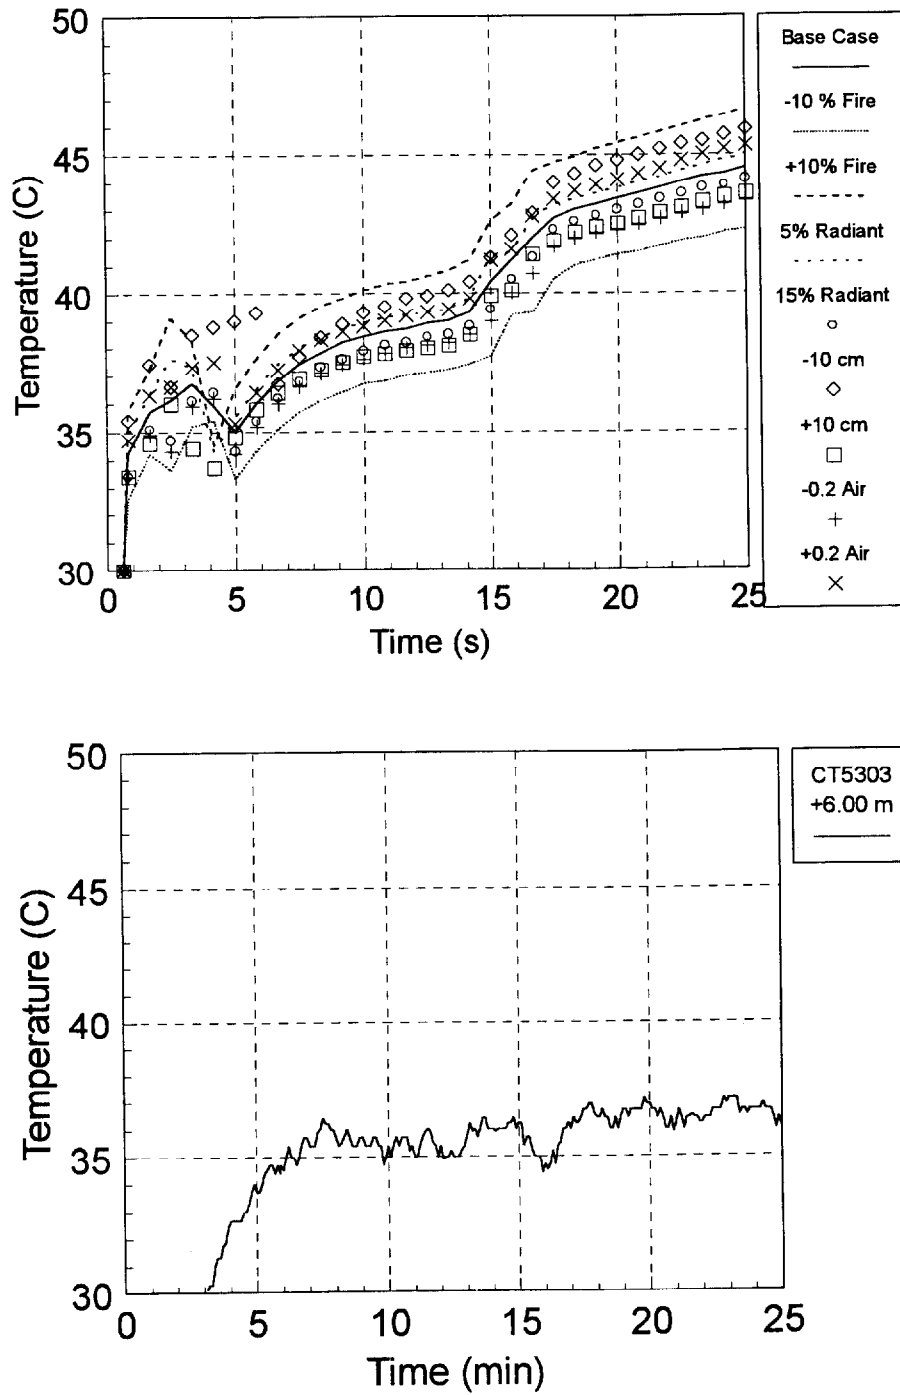 50
45
40
35
30
Temperature (C)
0
5
10
15
20
25
Time (s)
Base Case
-10 % Fire
+10% Fire
5% Radiant
15% Radiant
-10 cm
+10 cm
-0.2 Air
+0.2 Air
50
45
40
35
30
Temperature (C)
0
5
10
15
20
25
Time (min)
CT5303
+6.00 m